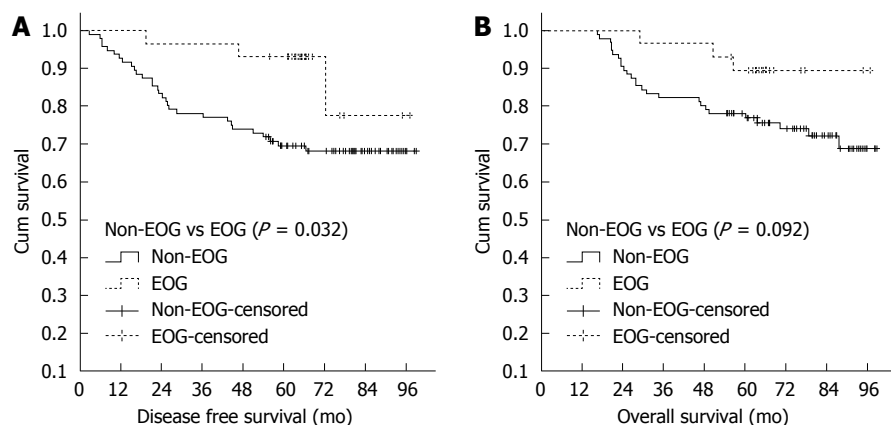 A
1.0
0.9
0.8
0.7
0.6
0.5
0.4
0.3
0.2
0.1
Cum survival
Non-EOG vs EOG (P = 0.032)
Non-EOG
EOG
Non-EOG-censored
EOG-censored
0 12 24 36 48 60 72 84 96
Disease free survival (mo)
B
1.0
0.9
0.8
0.7
0.6
0.5
0.4
0.3
0.2
0.1
Cum survival
Non-EOG vs EOG (P = 0.092)
Non-EOG
EOG
Non-EOG-censored
EOG-censored
0 12 24 36 48 60 72 84 96
Overall survival (mo)